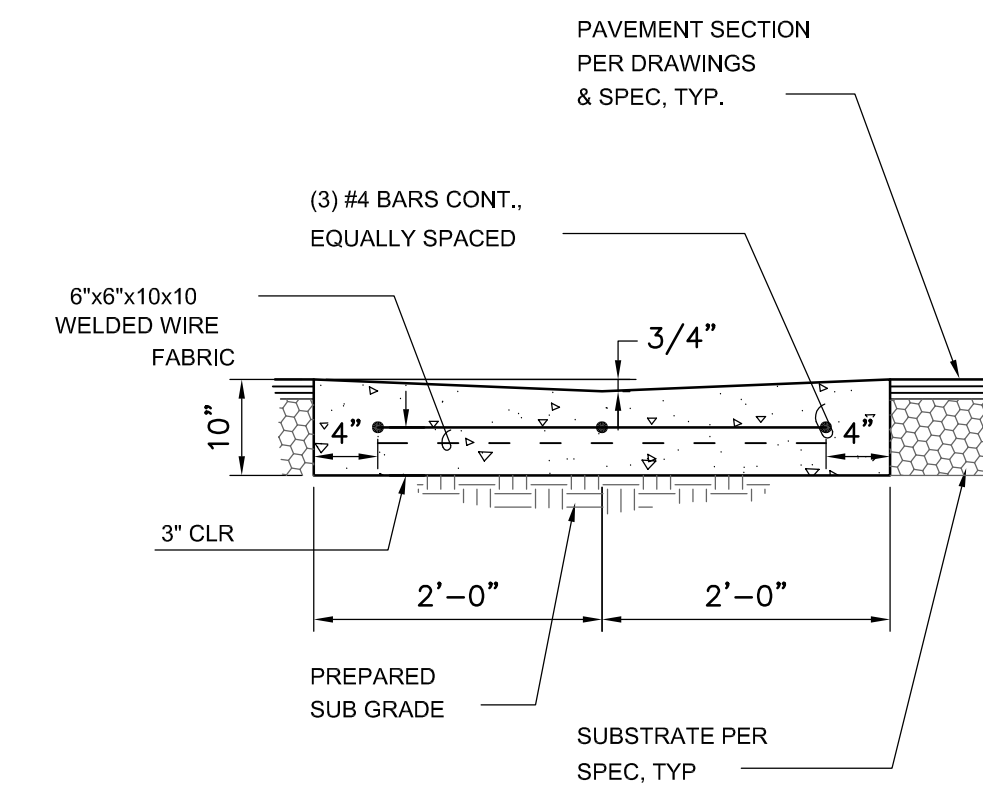 PAVEMENT SECTION
PER DRAWINGS
& SPEC, TYP.
(3) #4 BARS CONT.,
EQUALLY SPACED
6"x6"x10x10
WELDED WIRE
FABRIC
3/4”
10”
4”
4”
3" CLR
2’-0”
2’-0”
PREPARED
SUB GRADE
SUBSTRATE PER
SPEC, TYP